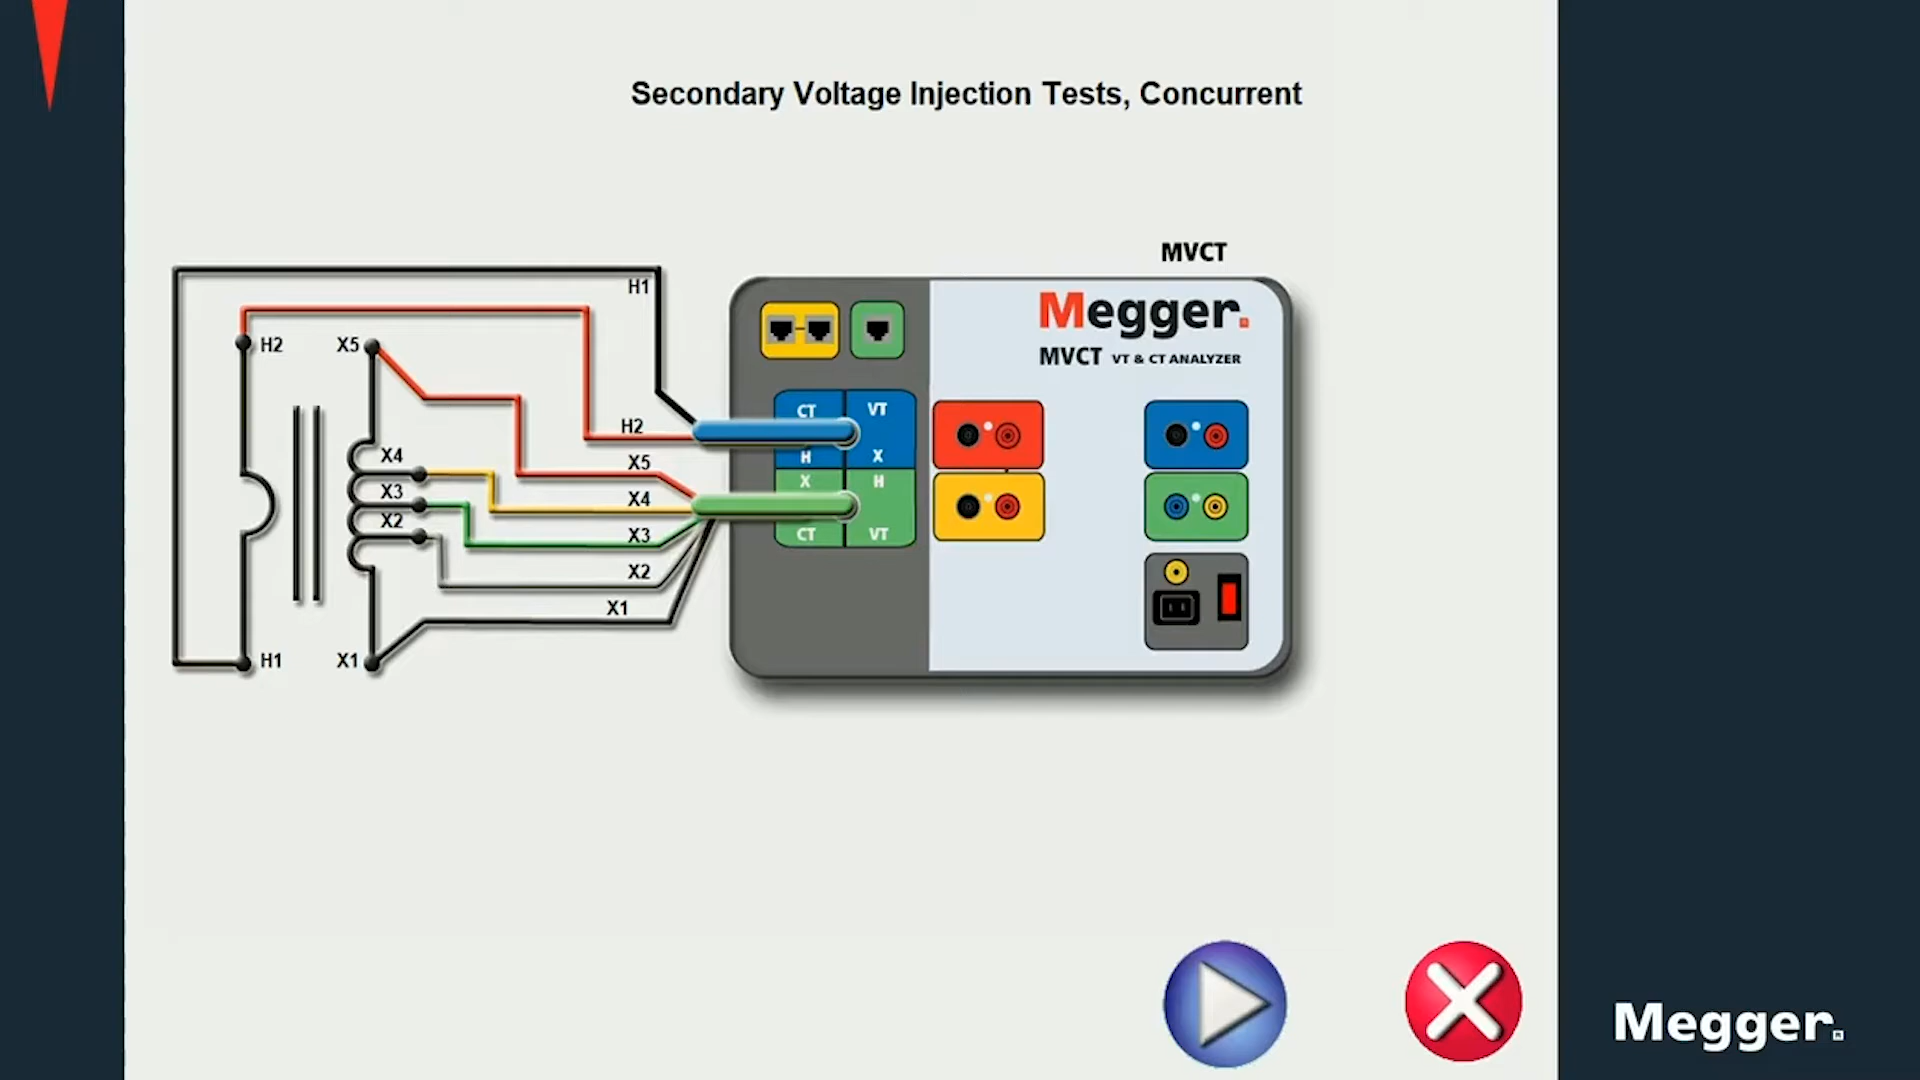 Secondary Voltage Injection Tests, Concurrent
MVCT
H1
Megger.
MVCT VT & CT ANALYZER
H2
X5
CT
VT
H2
H
X
X4
X5
X
H
X3
X4
X2
X3
CT
VT
X2
X1
H1
X1
Megger.